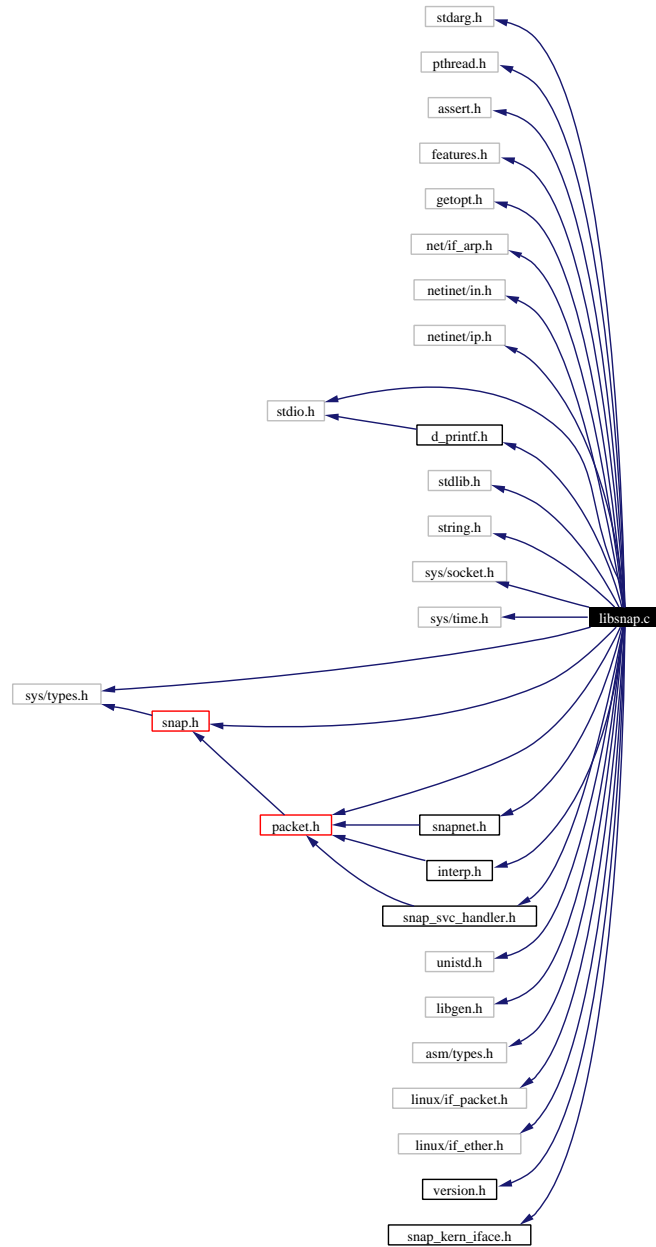 stdarg.h
pthread.h
assert.h
features.h
getopt.h
net/if_arp.h
netinet/in.h
netinet/ip.h
stdio.h
d_printf.h
stdlib.h
string.h
sys/socket.h
sys/time.h
libsnap.c
sys/types.h
snap.h
packet.h
snapnet.h
interp.h
snap_svc_handler.h
unistd.h
libgen.h
asm/types.h
linux/if_packet.h
linux/if_ether.h
version.h
snap_kern_iface.h